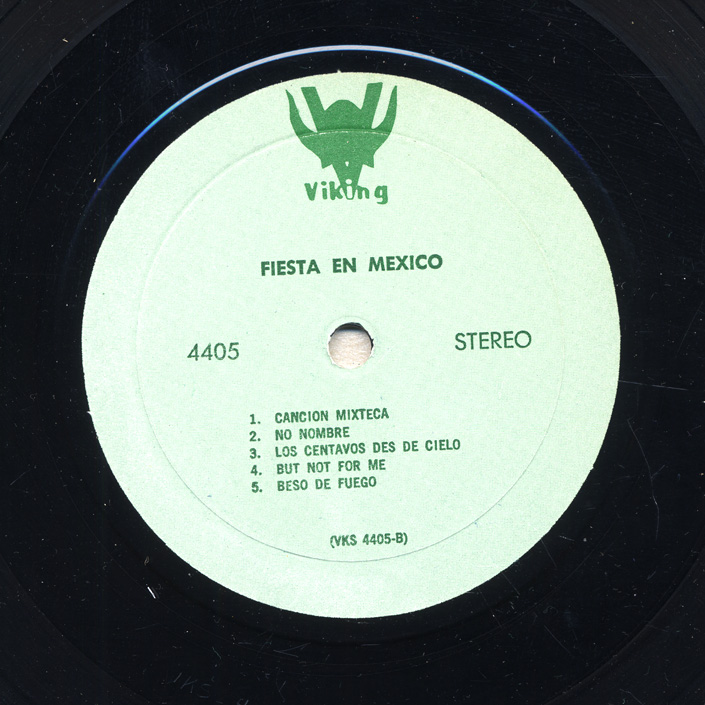 Viking
FIESTA EN MEXICO
4405
STEREO
1. CANCION MIXTECA
2. NO NOMBRE
3. LOS CENTAVOS DES DE CIELO
4. BUT NOT FOR ME
5. BESO DE FUEGO
(VKS 4405-B)